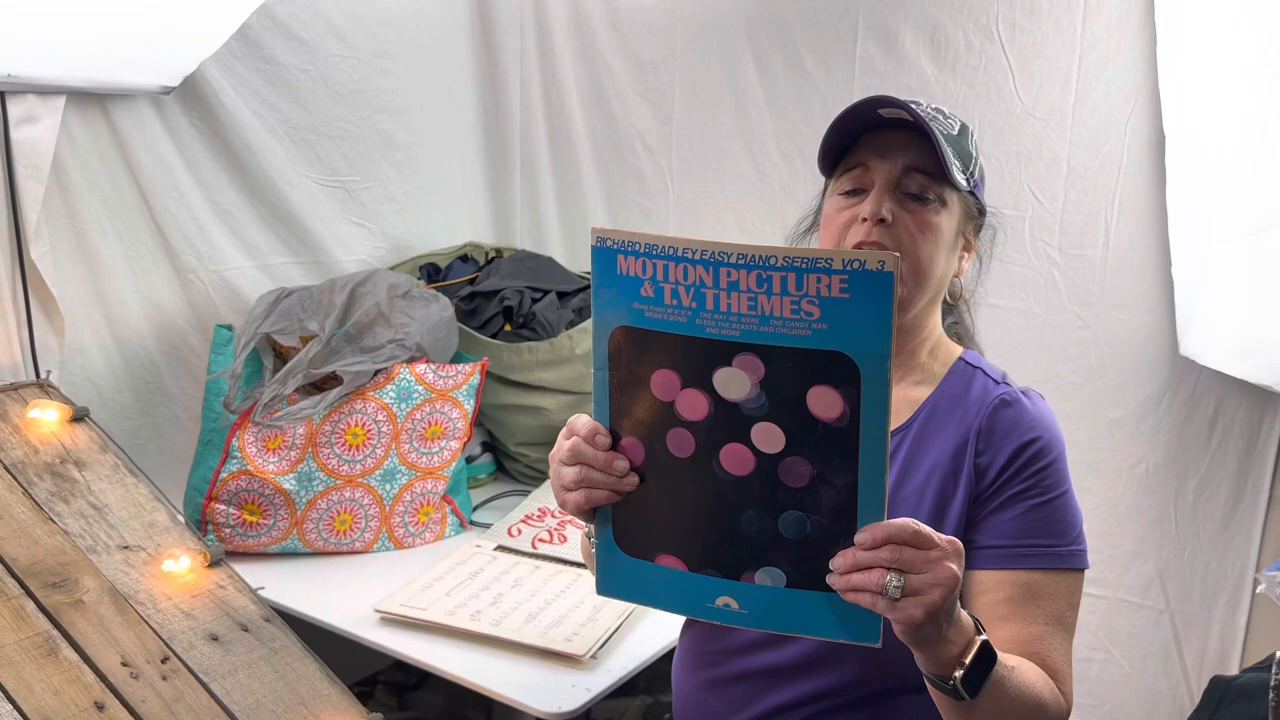 RICHARD BRADLEY EASY PIANO SERIES VOL. 3
MOTION PICTURE
& T.V. THEMES
(Song From) M*A*S*H THE WAY WE WERE THE CANDY MAN
BRIAN'S SONG BLESS THE BEASTS AND CHILDREN
AND MORE
The